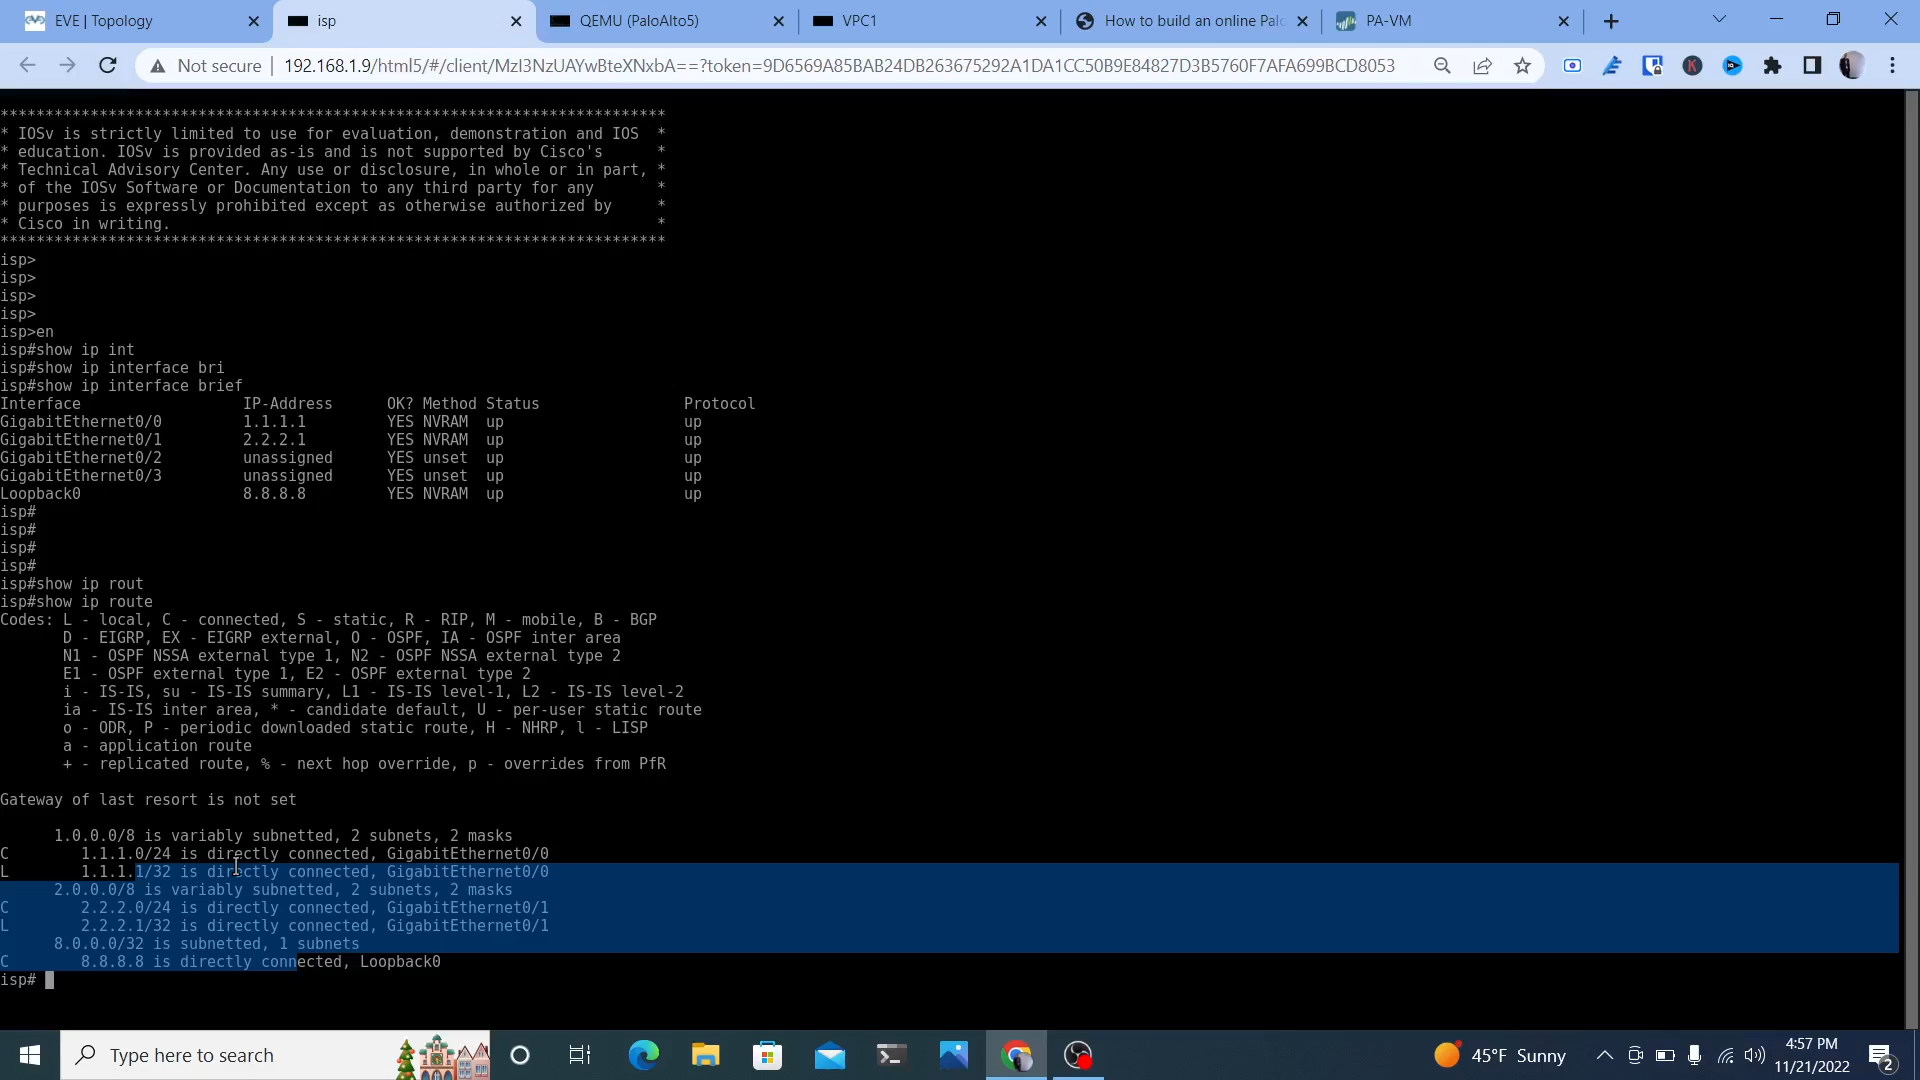 EVE | Topology
isp
QEMU (PaloAlto5)
VPC1
How to build an online Palo
PA-VM
Not secure
192.168.1.9/html5/#/client/MzI3NzUAYwBteXNxbA==?token=9D6569A85BAB24DB263675292A1DA1CC50B9E84827D3B5760F7AFA699BCD8053
**************************************************************************
* IOSv is strictly limited to use for evaluation, demonstration and IOS  *
* education. IOSv is provided as-is and is not supported by Cisco's      *
* Technical Advisory Center. Any use or disclosure, in whole or in part, *
* of the IOSv Software or Documentation to any third party for any       *
* purposes is expressly prohibited except as otherwise authorized by     *
* Cisco in writing.                                                      *
**************************************************************************
isp>
isp>
isp>
isp>
isp>en
isp#show ip int
isp#show ip interface bri
isp#show ip interface brief
Interface                  IP-Address      OK? Method Status                Protocol
GigabitEthernet0/0         1.1.1.1         YES NVRAM  up                    up
GigabitEthernet0/1         2.2.2.1         YES NVRAM  up                    up
GigabitEthernet0/2         unassigned      YES unset  up                    up
GigabitEthernet0/3         unassigned      YES unset  up                    up
Loopback0                  8.8.8.8         YES NVRAM  up                    up
isp#
isp#
isp#
isp#
isp#show ip rout
isp#show ip route
Codes: L - local, C - connected, S - static, R - RIP, M - mobile, B - BGP
       D - EIGRP, EX - EIGRP external, O - OSPF, IA - OSPF inter area
       N1 - OSPF NSSA external type 1, N2 - OSPF NSSA external type 2
       E1 - OSPF external type 1, E2 - OSPF external type 2
       i - IS-IS, su - IS-IS summary, L1 - IS-IS level-1, L2 - IS-IS level-2
       ia - IS-IS inter area, * - candidate default, U - per-user static route
       o - ODR, P - periodic downloaded static route, H - NHRP, l - LISP
       a - application route
       + - replicated route, % - next hop override, p - overrides from PfR
Gateway of last resort is not set
      1.0.0.0/8 is variably subnetted, 2 subnets, 2 masks
C        1.1.1.0/24 is directly connected, GigabitEthernet0/0
L        1.1.1.1/32 is directly connected, GigabitEthernet0/0
      2.0.0.0/8 is variably subnetted, 2 subnets, 2 masks
C        2.2.2.0/24 is directly connected, GigabitEthernet0/1
L        2.2.2.1/32 is directly connected, GigabitEthernet0/1
      8.0.0.0/32 is subnetted, 1 subnets
C        8.8.8.8 is directly connected, Loopback0
isp#
Type here to search
45°F Sunny
4:57 PM
11/21/2022
2